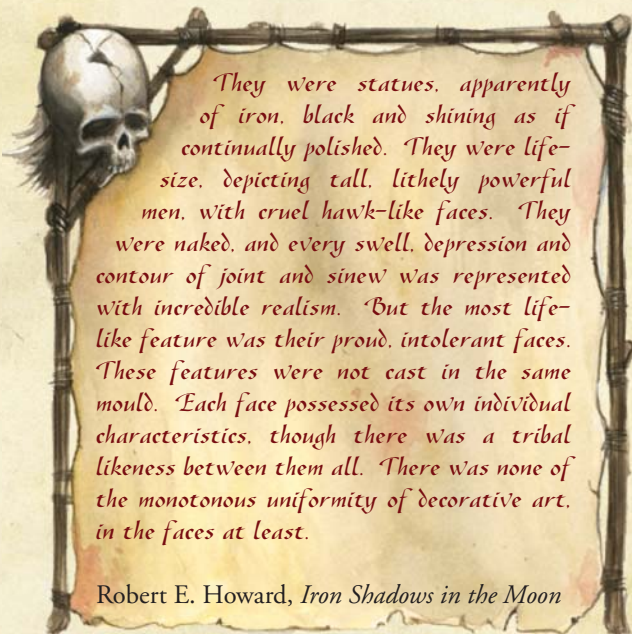 They were statues, apparently
of iron, black and shining as if
continually polished. They were life-
size, depicting tall, lithely powerful
men, with cruel hawk-like faces. They
were naked, and every swell, depression and
contour of joint and sinew was represented
with incredible realism. But the most life-
like feature was their proud, intolerant faces.
These features were not cast in the same
mould. Each face possessed its own individual
characteristics, though there was a tribal
likeness between them all. There was none of
the monotonous uniformity of decorative art,
in the faces at least.
Robert E. Howard, Iron Shadows in the Moon